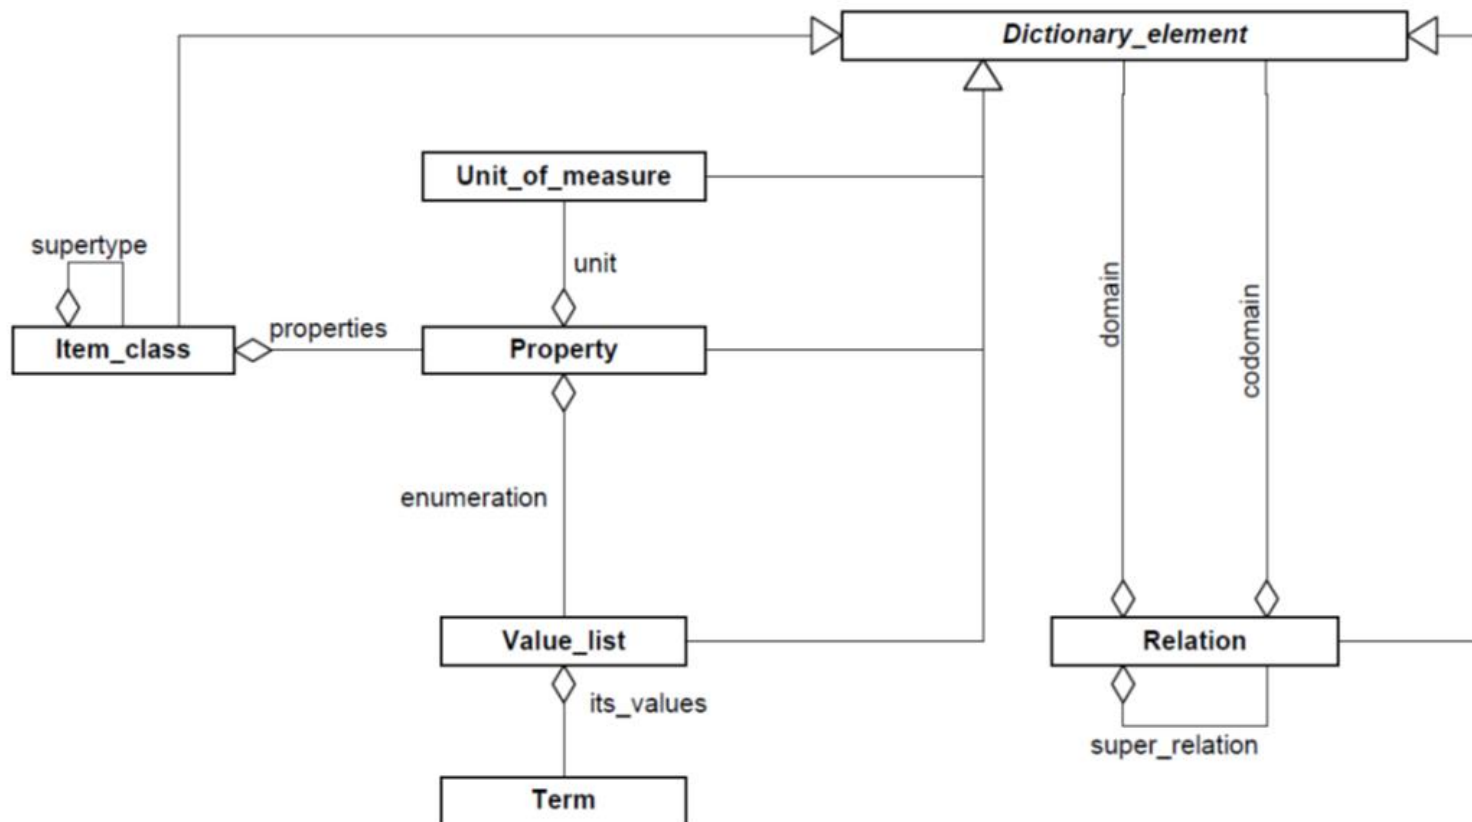 Dictionary_element
Unit_of_measure
supertype
unit
properties
Item_class
Property
domain
codomain
enumeration
Value_list
Relation
its_values
super_relation
Term